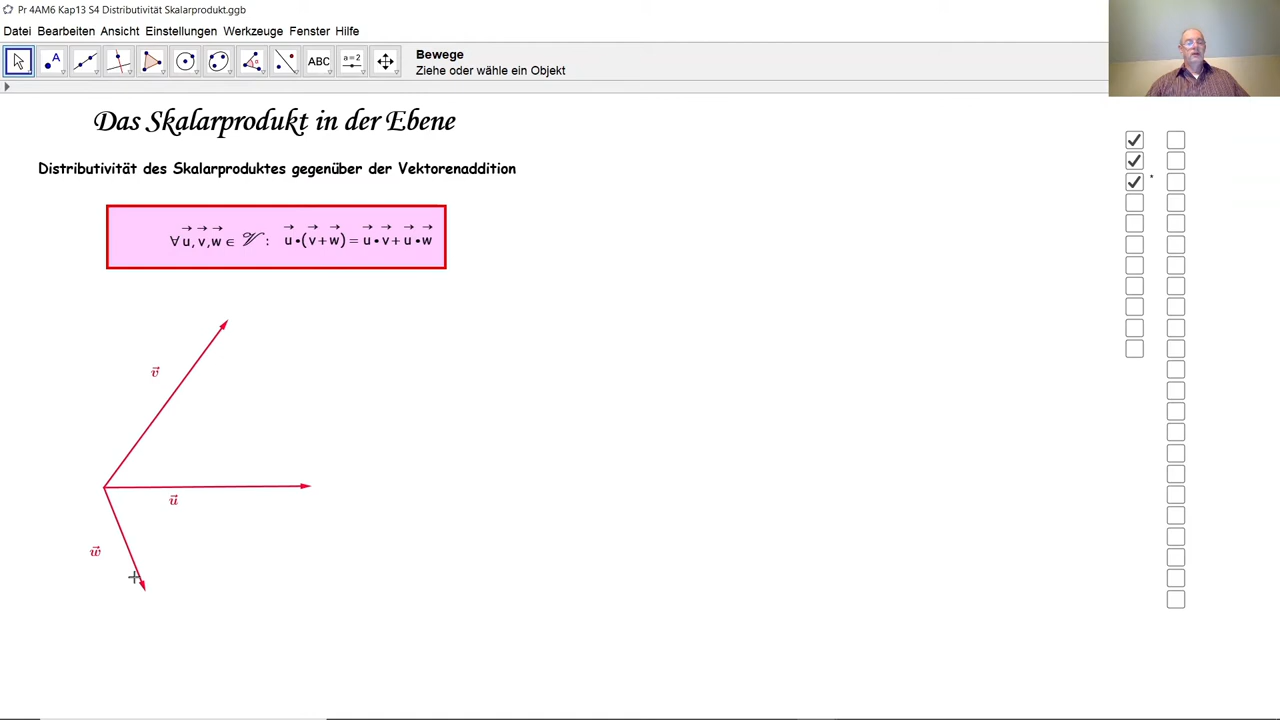 Pr 4AM6 Kap13 S4 Distributivität Skalarprodukt.ggb
Datei Bearbeiten Ansicht Einstellungen Werkzeuge Fenster Hilfe
A
ABC
a=2
Bewege
Ziehe oder wähle ein Objekt
Das Skalarprodukt in der Ebene
Distributivität des Skalarproduktes gegenüber der Vektorenaddition
∀ u⃗, v⃗, w⃗ ∈ 𝒱 : u⃗•(v⃗+w⃗) = u⃗•v⃗+u⃗•w⃗
v⃗
u⃗
w⃗